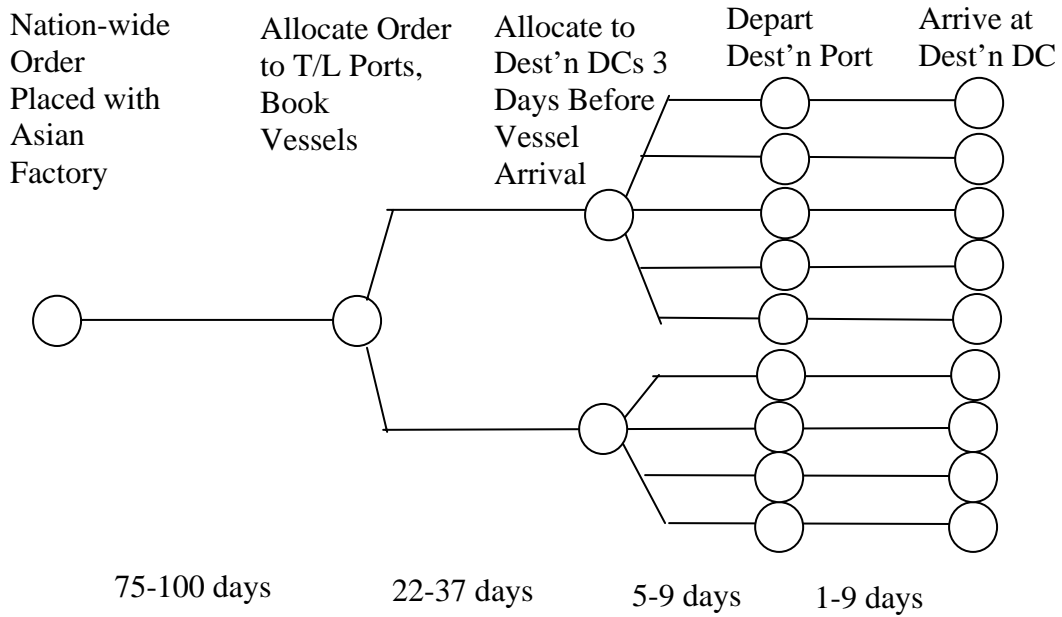 Nation-wide
Order
Placed with
Asian
Factory
Allocate Order
to T/L Ports,
Book
Vessels
Allocate to
Dest’n DCs 3
Days Before
Vessel
Arrival
Depart
Dest’n Port
Arrive at
Dest’n DC
75-100 days
22-37 days
5-9 days
1-9 days